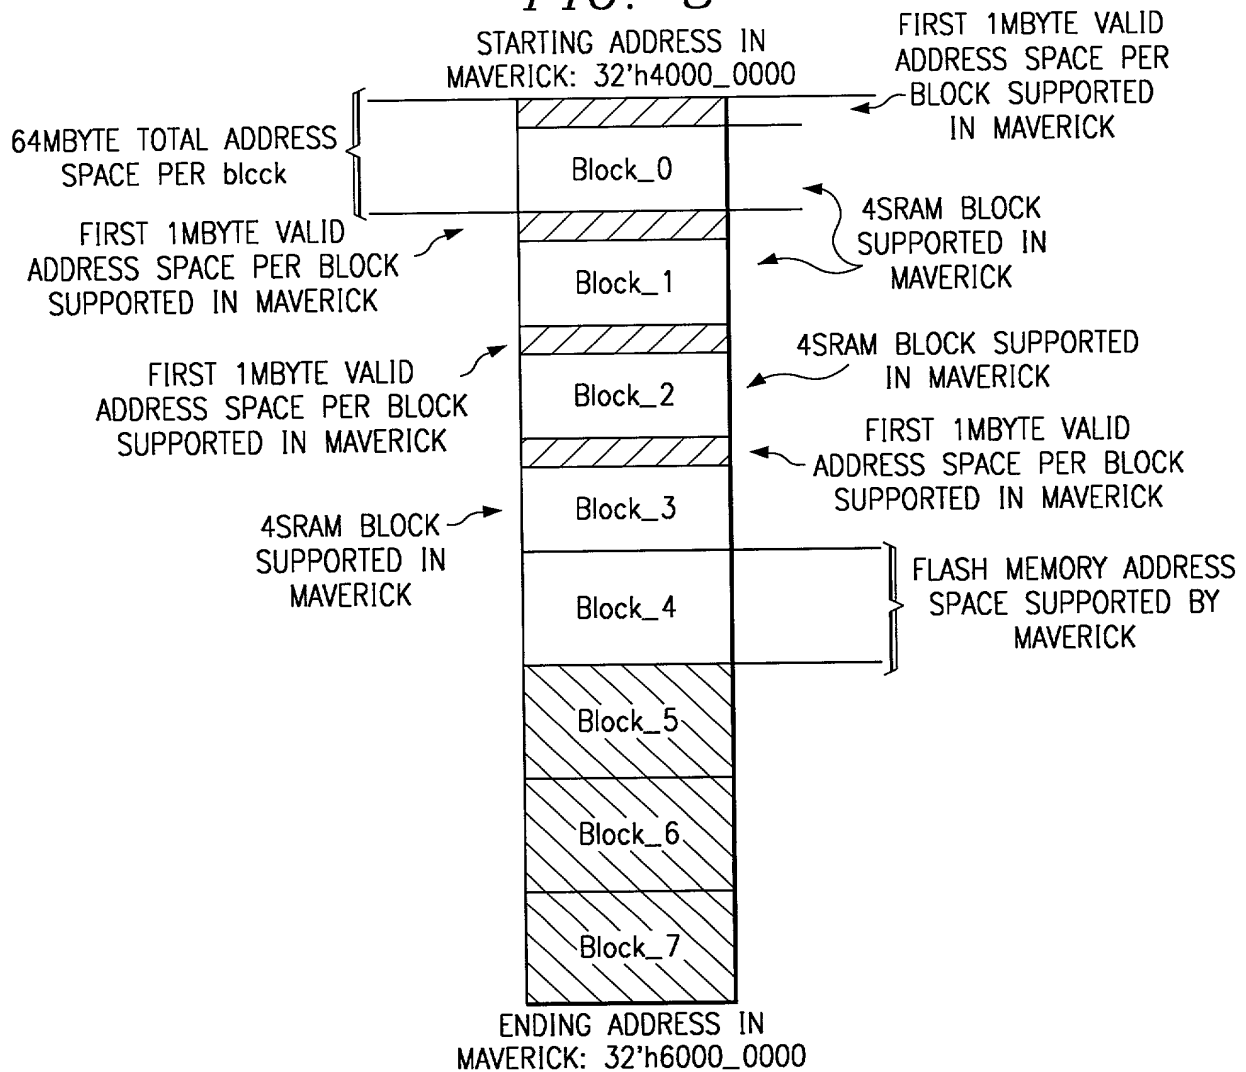 STARTING ADDRESS IN
MAVERICK: 32'h4000_0000
FIRST 1MBYTE VALID
ADDRESS SPACE PER
BLOCK SUPPORTED
IN MAVERICK
64MBYTE TOTAL ADDRESS
SPACE PER blcck
Block_0
FIRST 1MBYTE VALID
ADDRESS SPACE PER BLOCK
SUPPORTED IN MAVERICK
4SRAM BLOCK
SUPPORTED IN
MAVERICK
Block_1
FIRST 1MBYTE VALID
ADDRESS SPACE PER BLOCK
SUPPORTED IN MAVERICK
4SRAM BLOCK SUPPORTED
IN MAVERICK
Block_2
FIRST 1MBYTE VALID
ADDRESS SPACE PER BLOCK
SUPPORTED IN MAVERICK
4SRAM BLOCK
SUPPORTED IN
MAVERICK
Block_3
Block_4
FLASH MEMORY ADDRESS
SPACE SUPPORTED BY
MAVERICK
Block_5
Block_6
Block_7
ENDING ADDRESS IN
MAVERICK: 32'h6000_0000